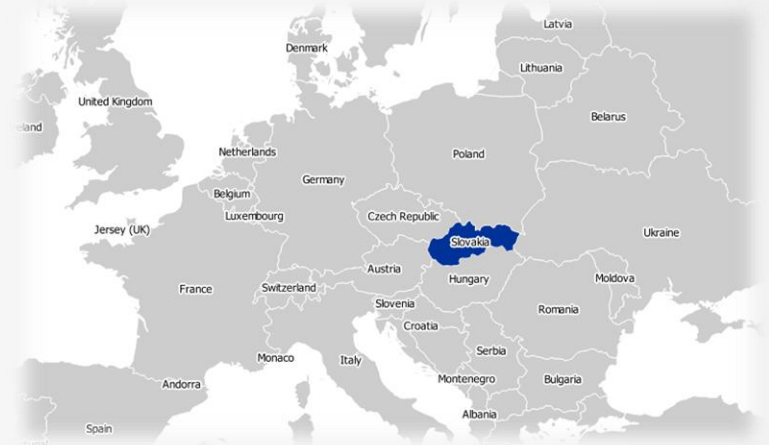 Latvia
Denmark
Lithuania
United Kingdom
Belarus
land
Netherlands
Poland
Germany
Belgium
Luxembourg
Czech Republic
Jersey (UK)
Ukraine
Slovakia
Austria
Hungary
Moldova
Switzerland
France
Slovenia
Romania
Croatia
Serbia
Monaco
Italy
Montenegro
Bulgaria
Andorra
Albania
Spain